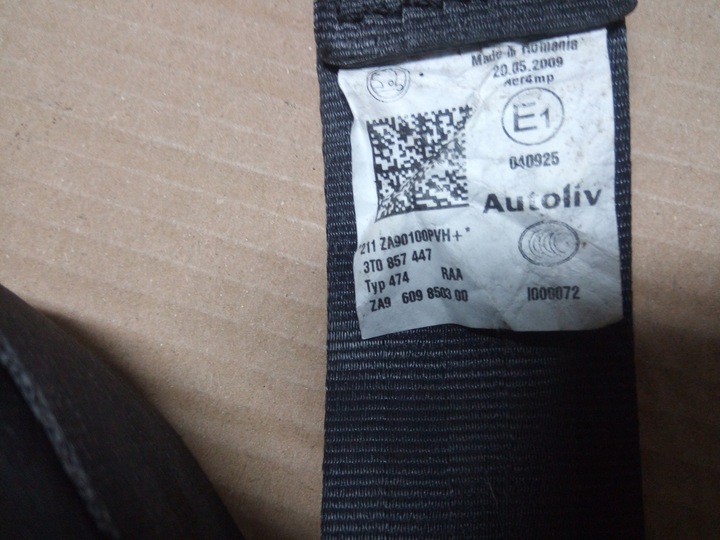 Made in Romania
20.05.2009
Aer4mp
E1
040925
Autoliv
*211 ZA90100PVH+*
3T0 857 447
Typ 474 RAA
ZA9 609 8503 00
I000072